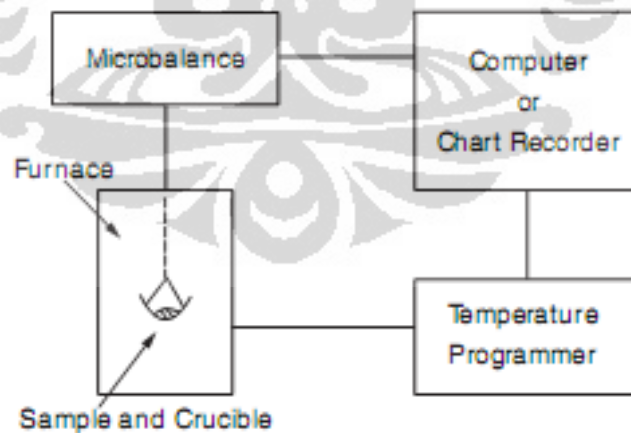 Microbalance
Computer
or
Chart Recorder
Furnace
Temperature
Programmer
Sample and Crucible